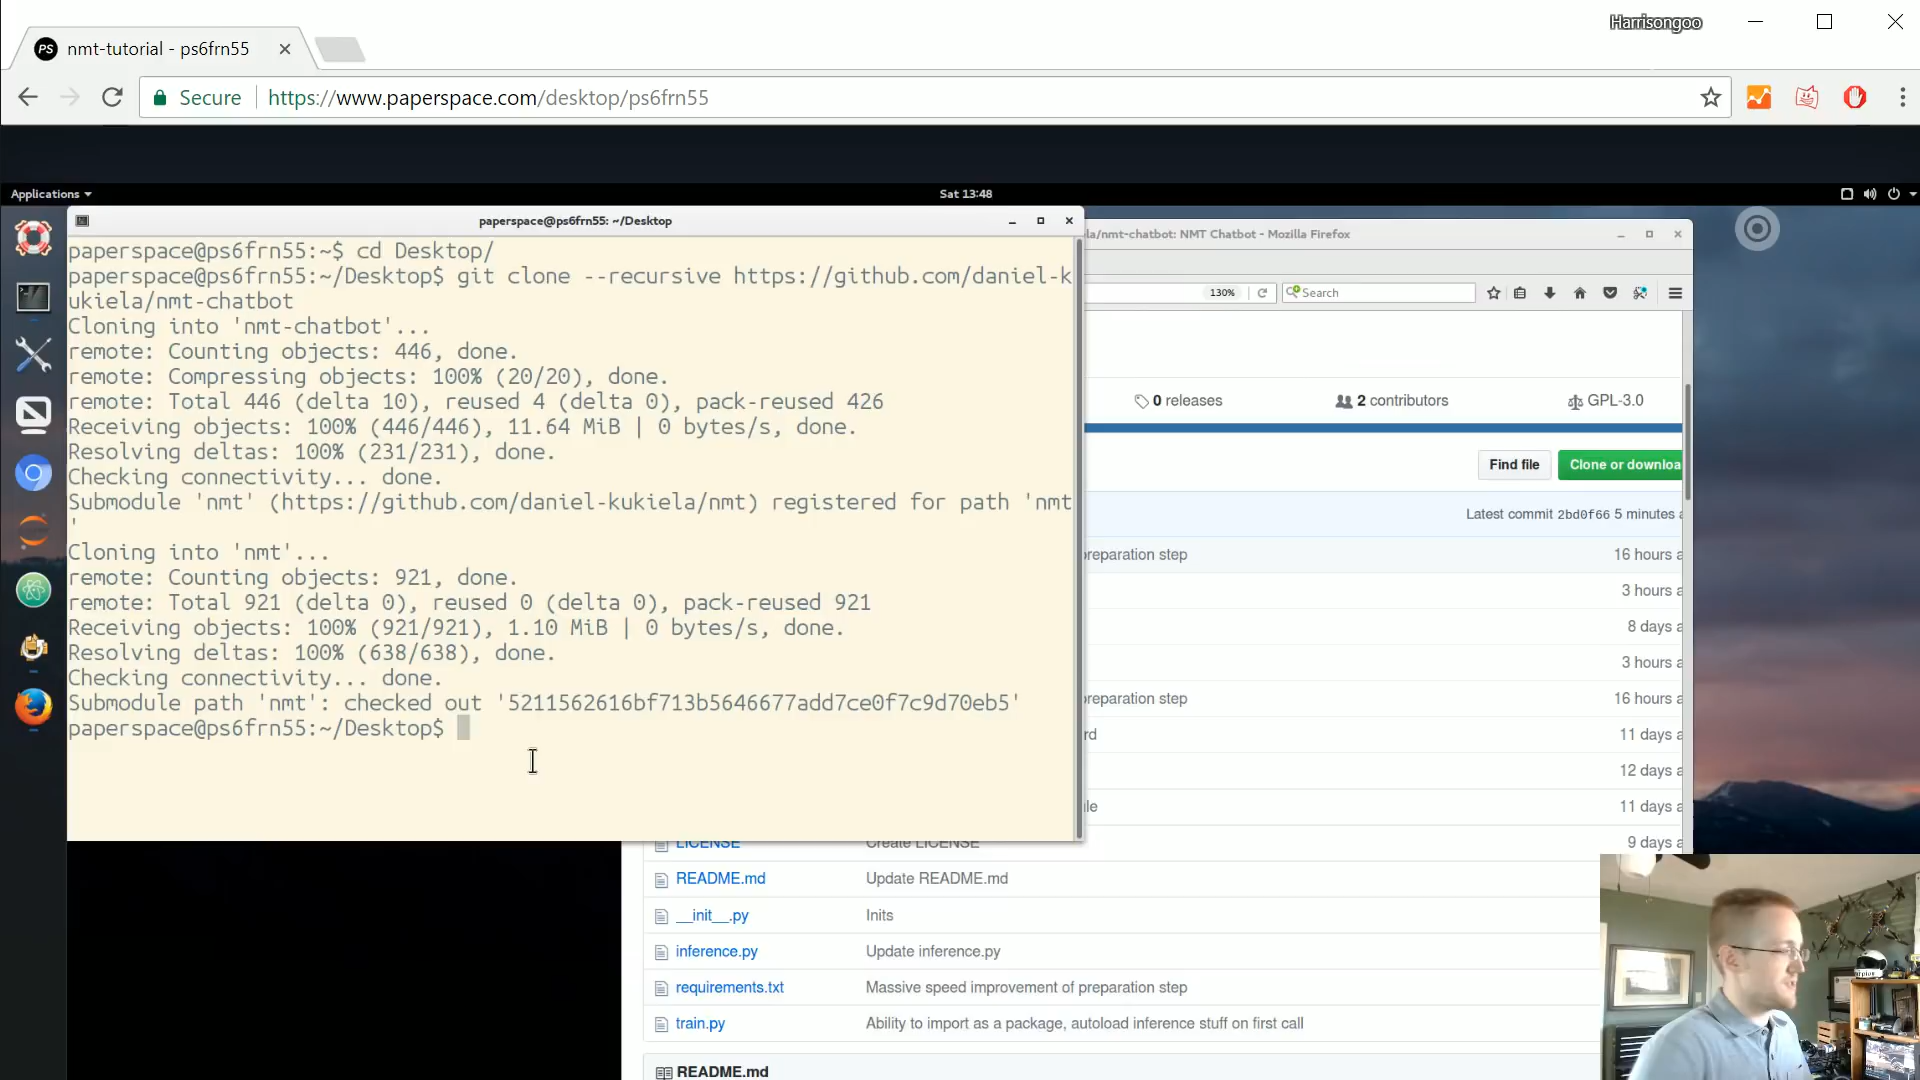 Harrisongoo
PS nmt-tutorial - ps6frn55
Secure https://www.paperspace.com/desktop/ps6frn55
Applications
Sat 13:48
paperspace@ps6frn55: ~/Desktop
la/nmt-chatbot: NMT Chatbot - Mozilla Firefox
paperspace@ps6frn55:~$ cd Desktop/
paperspace@ps6frn55:~/Desktop$ git clone --recursive https://github.com/daniel-k
ukiela/nmt-chatbot
Cloning into 'nmt-chatbot'...
remote: Counting objects: 446, done.
remote: Compressing objects: 100% (20/20), done.
remote: Total 446 (delta 10), reused 4 (delta 0), pack-reused 426
Receiving objects: 100% (446/446), 11.64 MiB | 0 bytes/s, done.
Resolving deltas: 100% (231/231), done.
Checking connectivity... done.
Submodule 'nmt' (https://github.com/daniel-kukiela/nmt) registered for path 'nmt
'
Cloning into 'nmt'...
remote: Counting objects: 921, done.
remote: Total 921 (delta 0), reused 0 (delta 0), pack-reused 921
Receiving objects: 100% (921/921), 1.10 MiB | 0 bytes/s, done.
Resolving deltas: 100% (638/638), done.
Checking connectivity... done.
Submodule path 'nmt': checked out '5211562616bf713b5646677add7ce0f7c9d70eb5'
paperspace@ps6frn55:~/Desktop$
130%
Search
0 releases
2 contributors
GPL-3.0
Find file
Clone or downloa
Latest commit 2bd0f66 5 minutes a
preparation step 16 hours a
3 hours a
8 days a
3 hours a
preparation step 16 hours a
rd 11 days a
12 days a
le 11 days a
LICENSE Create LICENSE 9 days a
README.md Update README.md
__init__.py Inits
inference.py Update inference.py
requirements.txt Massive speed improvement of preparation step
train.py Ability to import as a package, autoload inference stuff on first call
README.md